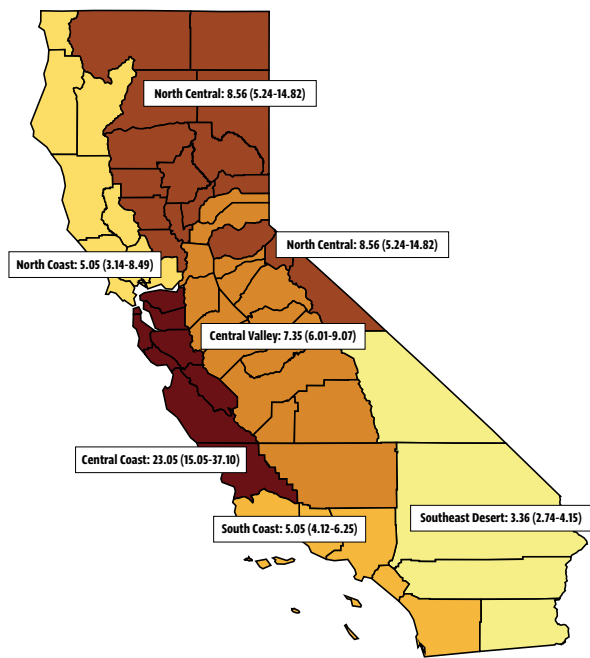 North Central: 8.56 (5.24-14.82)
North Central: 8.56 (5.24-14.82)
North Coast: 5.05 (3.14-8.49)
Central Valley: 7.35 (6.01-9.07)
Central Coast: 23.05 (15.05-37.10)
Southeast Desert: 3.36 (2.74-4.15)
South Coast: 5.05 (4.12-6.25)